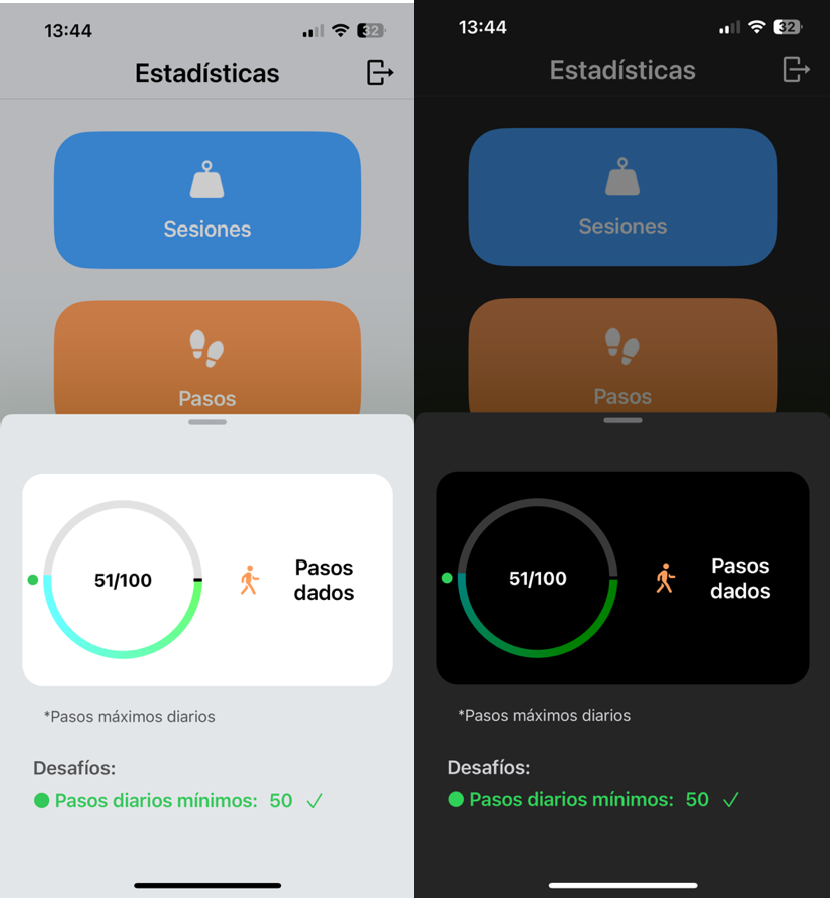 13:44
32
Estadísticas
Sesiones
Pasos
51/100
Pasos
dados
*Pasos máximos diarios
Desafíos:
Pasos diarios mínimos: 50
13:44
32
Estadísticas
Sesiones
Pasos
51/100
Pasos
dados
*Pasos máximos diarios
Desafíos:
Pasos diarios mínimos: 50